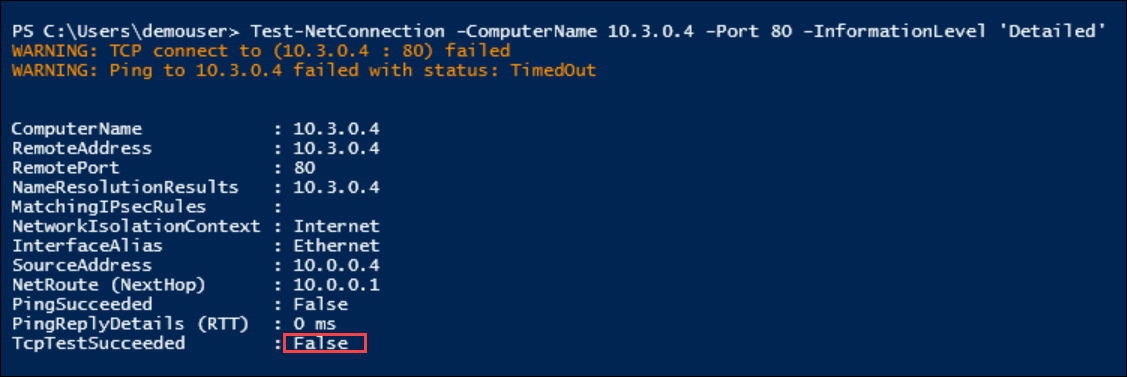 PS C:\Users\demouser> Test-NetConnection -ComputerName 10.3.0.4 -Port 80 -InformationLevel 'Detailed'
WARNING: TCP connect to (10.3.0.4 : 80) failed
WARNING: Ping to 10.3.0.4 failed with status: TimedOut
ComputerName : 10.3.0.4
RemoteAddress : 10.3.0.4
RemotePort : 80
NameResolutionResults : 10.3.0.4
MatchingIPsecRules :
NetworkIsolationContext : Internet
InterfaceAlias : Ethernet
SourceAddress : 10.0.0.4
NetRoute (NextHop) : 10.0.0.1
PingSucceeded : False
PingReplyDetails (RTT) : 0 ms
TcpTestSucceeded : False